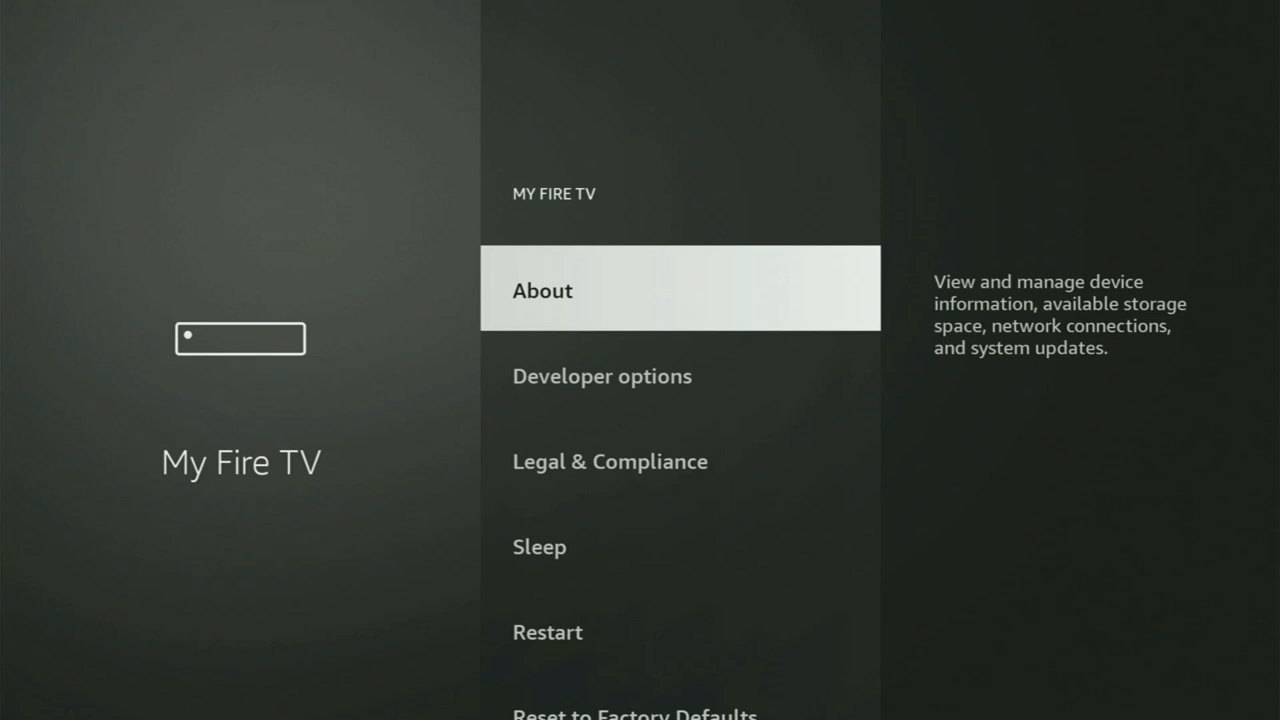 My Fire TV
MY FIRE TV
About
Developer options
Legal & Compliance
Sleep
Restart
Reset to Factory Defaults
View and manage device
information, available storage
space, network connections,
and system updates.